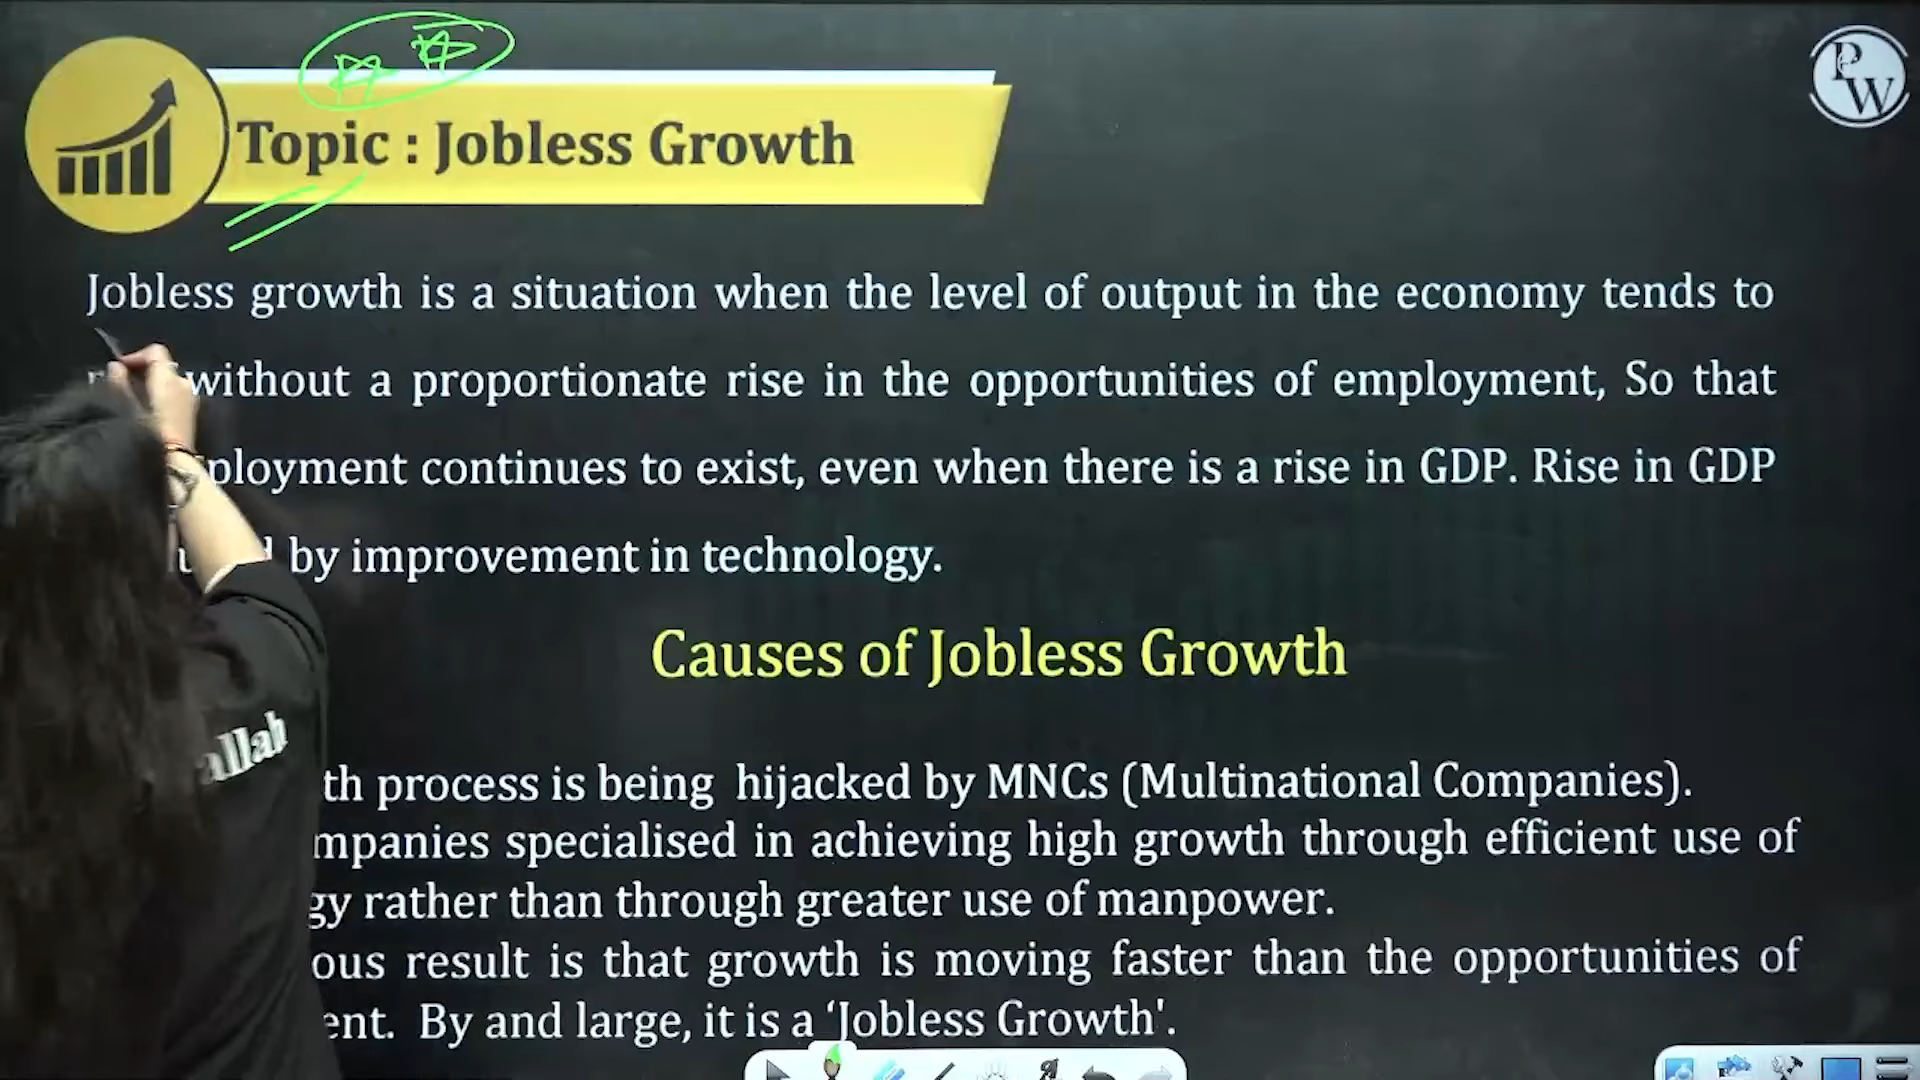 PW
Topic : Jobless Growth
Jobless growth is a situation when the level of output in the economy tends to
without a proportionate rise in the opportunities of employment, So that
ployment continues to exist, even when there is a rise in GDP. Rise in GDP
by improvement in technology.
Causes of Jobless Growth
th process is being hijacked by MNCs (Multinational Companies).
mpanies specialised in achieving high growth through efficient use of
gy rather than through greater use of manpower.
ous result is that growth is moving faster than the opportunities of
ent. By and large, it is a ‘Jobless Growth'.
allah